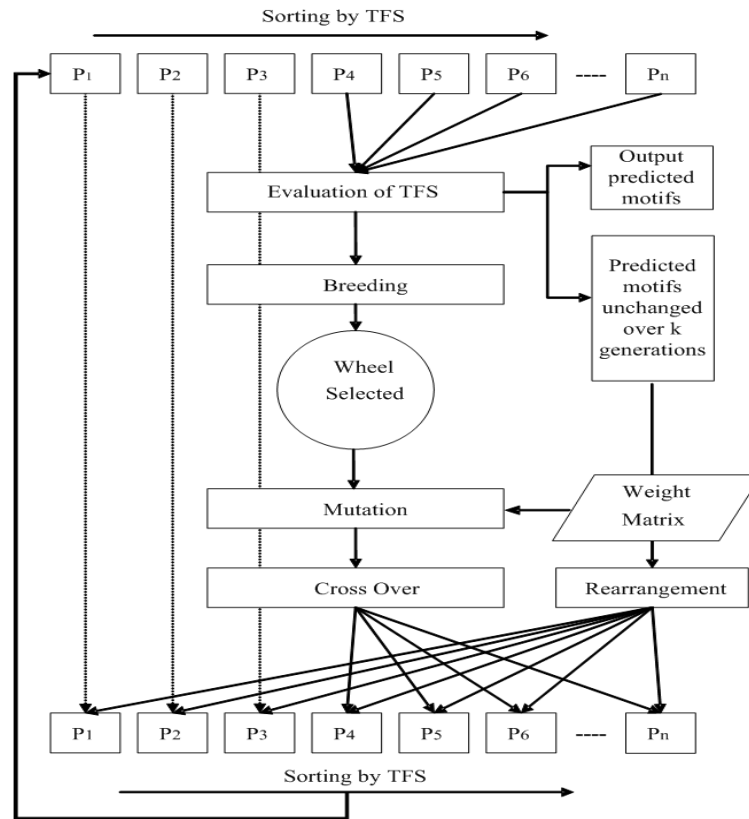 Sorting by TFS
P1 P2 P3 P4 P5 P6 ---- Pn
Evaluation of TFS
Output
predicted
motifs
Breeding
Predicted
motifs
unchanged
over k
generations
Wheel
Selected
Mutation
Weight
Matrix
Cross Over
Rearrangement
P1 P2 P3 P4 P5 P6 ---- Pn
Sorting by TFS